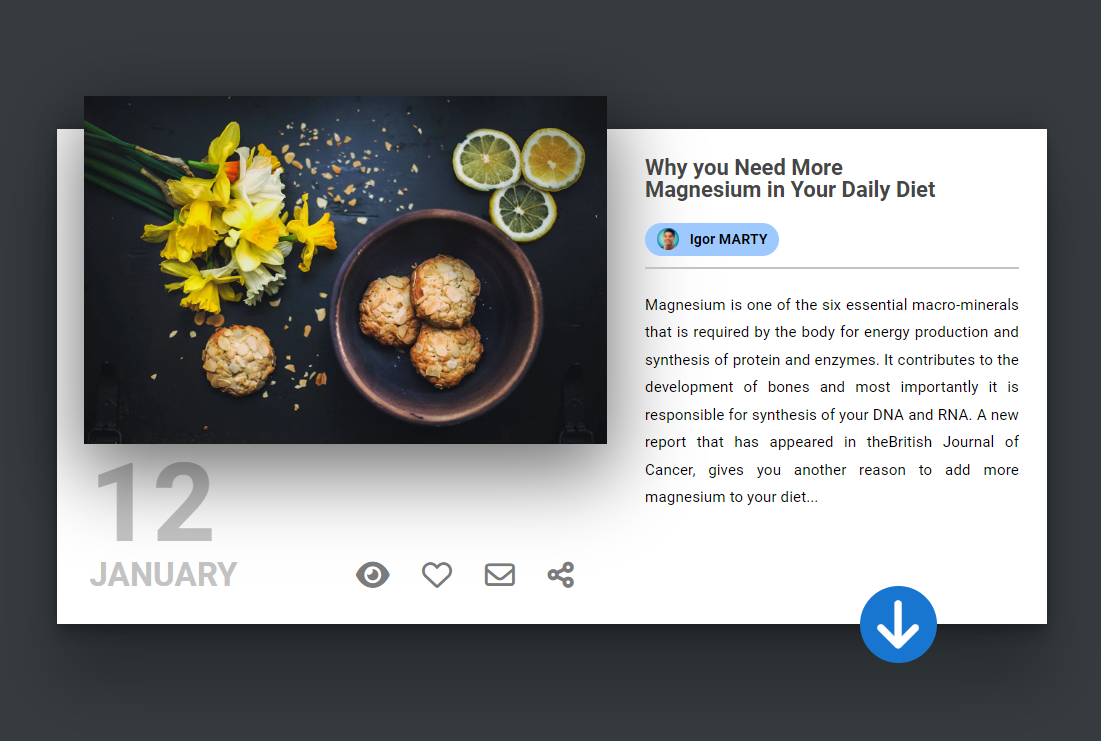 Why you Need More
Magnesium in Your Daily Diet
Igor MARTY
Magnesium is one of the six essential macro-minerals
that is required by the body for energy production and
synthesis of protein and enzymes. It contributes to the
development of bones and most importantly it is
responsible for synthesis of your DNA and RNA. A new
report that has appeared in theBritish Journal of
Cancer, gives you another reason to add more
magnesium to your diet...
12
JANUARY